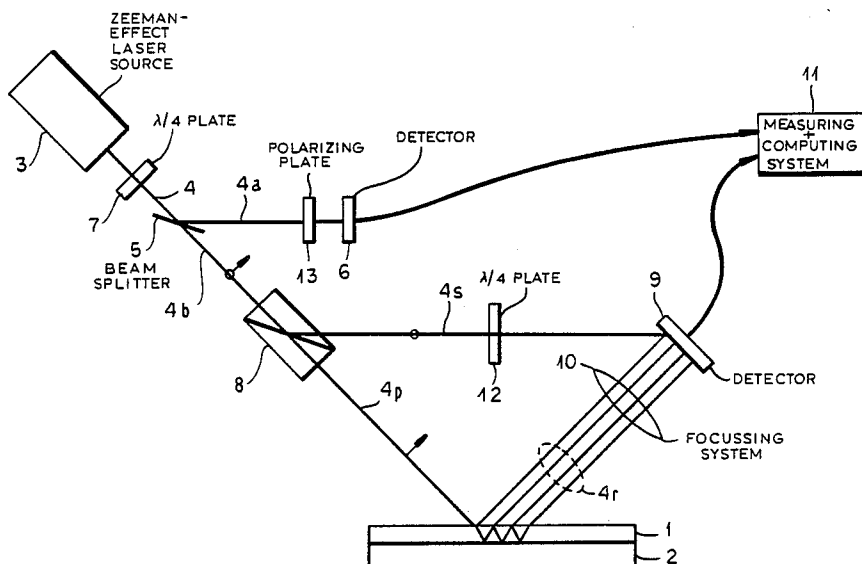 ZEEMAN-
EFFECT
LASER
SOURCE
3
λ/4 PLATE
7
4
5
BEAM
SPLITTER
4a
POLARIZING
PLATE
13
DETECTOR
6
11
MEASURING
+
COMPUTING
SYSTEM
4b
8
4s
λ/4 PLATE
12
9
DETECTOR
10
FOCUSSING
SYSTEM
4p
4r
1
2